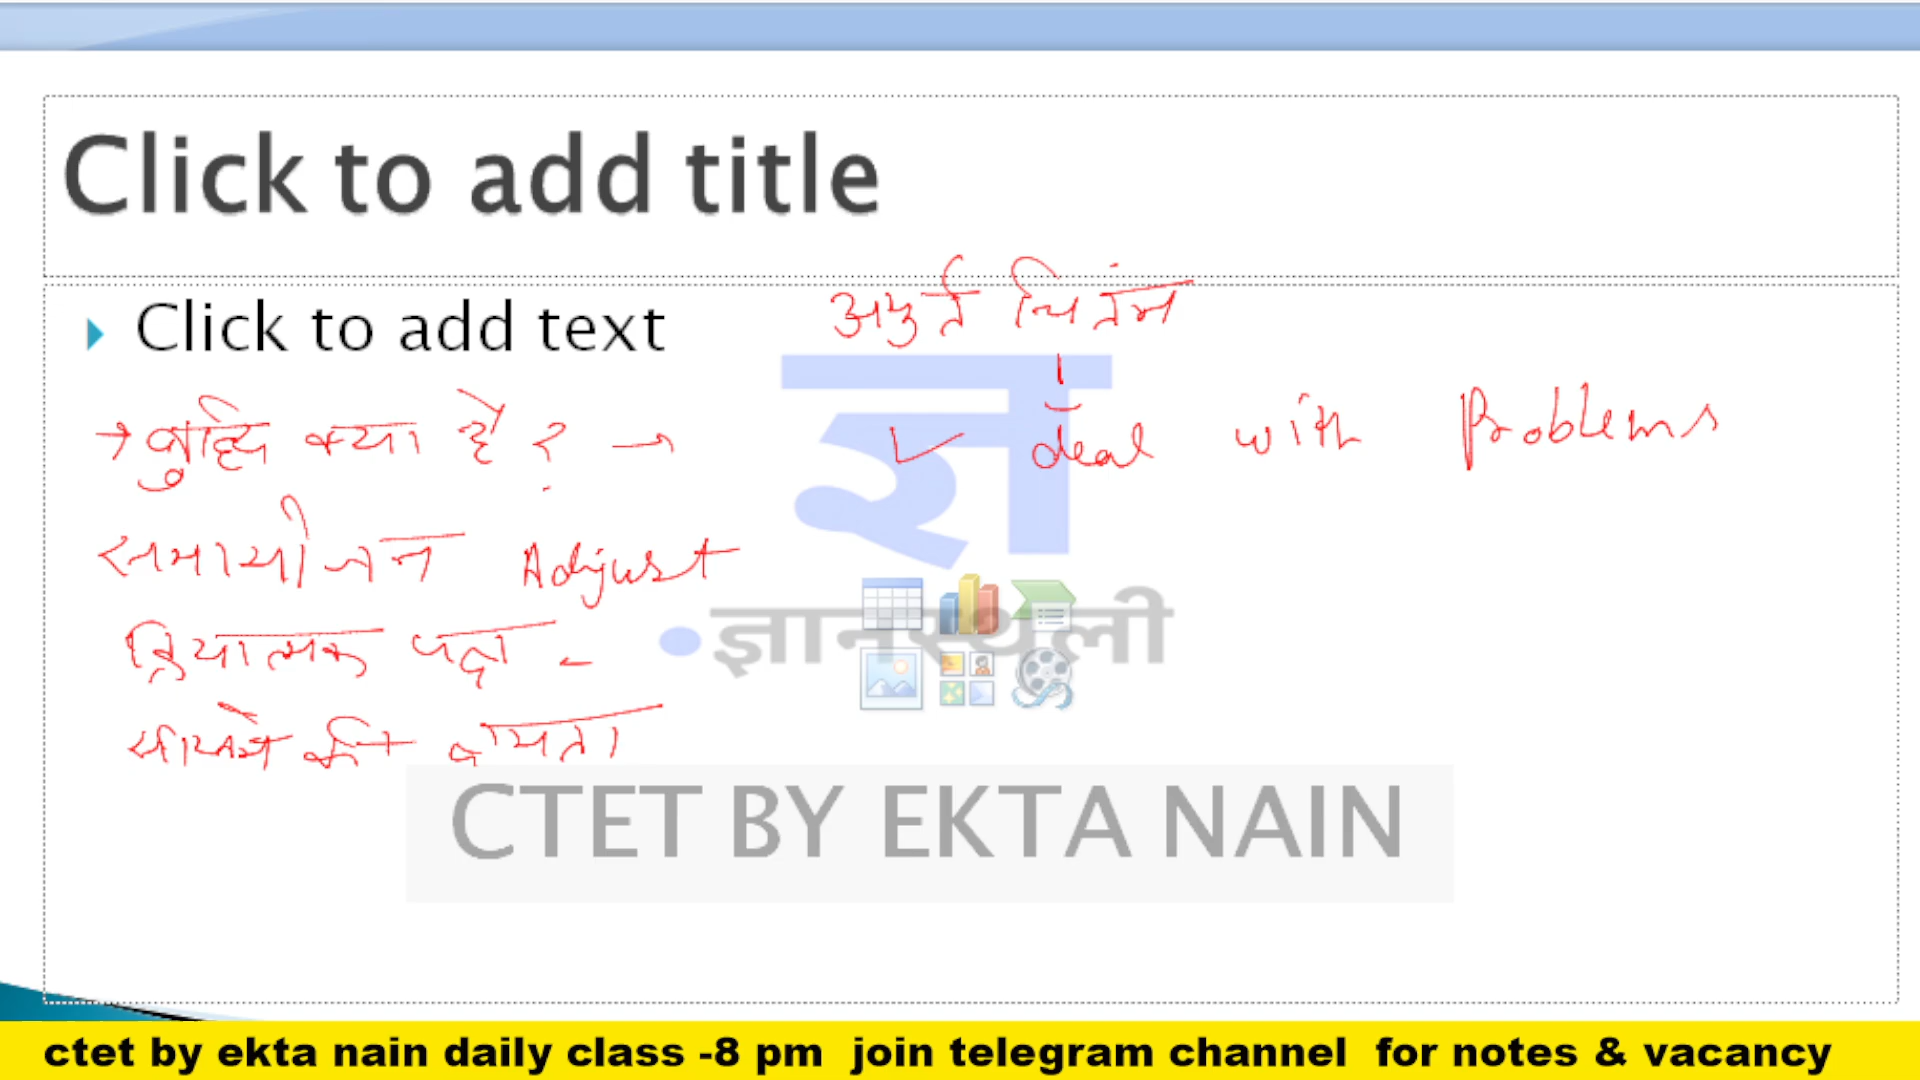 Click to add title
अमुर्त चिंतन
Click to add text
→ बुद्धि क्या है ? → deal with Problems
समायोजन Adjust
क्रियात्मक पक्ष -
सीखने की क्षमता
ज्ञ
ज्ञानस्थली
CTET BY EKTA NAIN
ctet by ekta nain daily class -8 pm join telegram channel for notes & vacancy